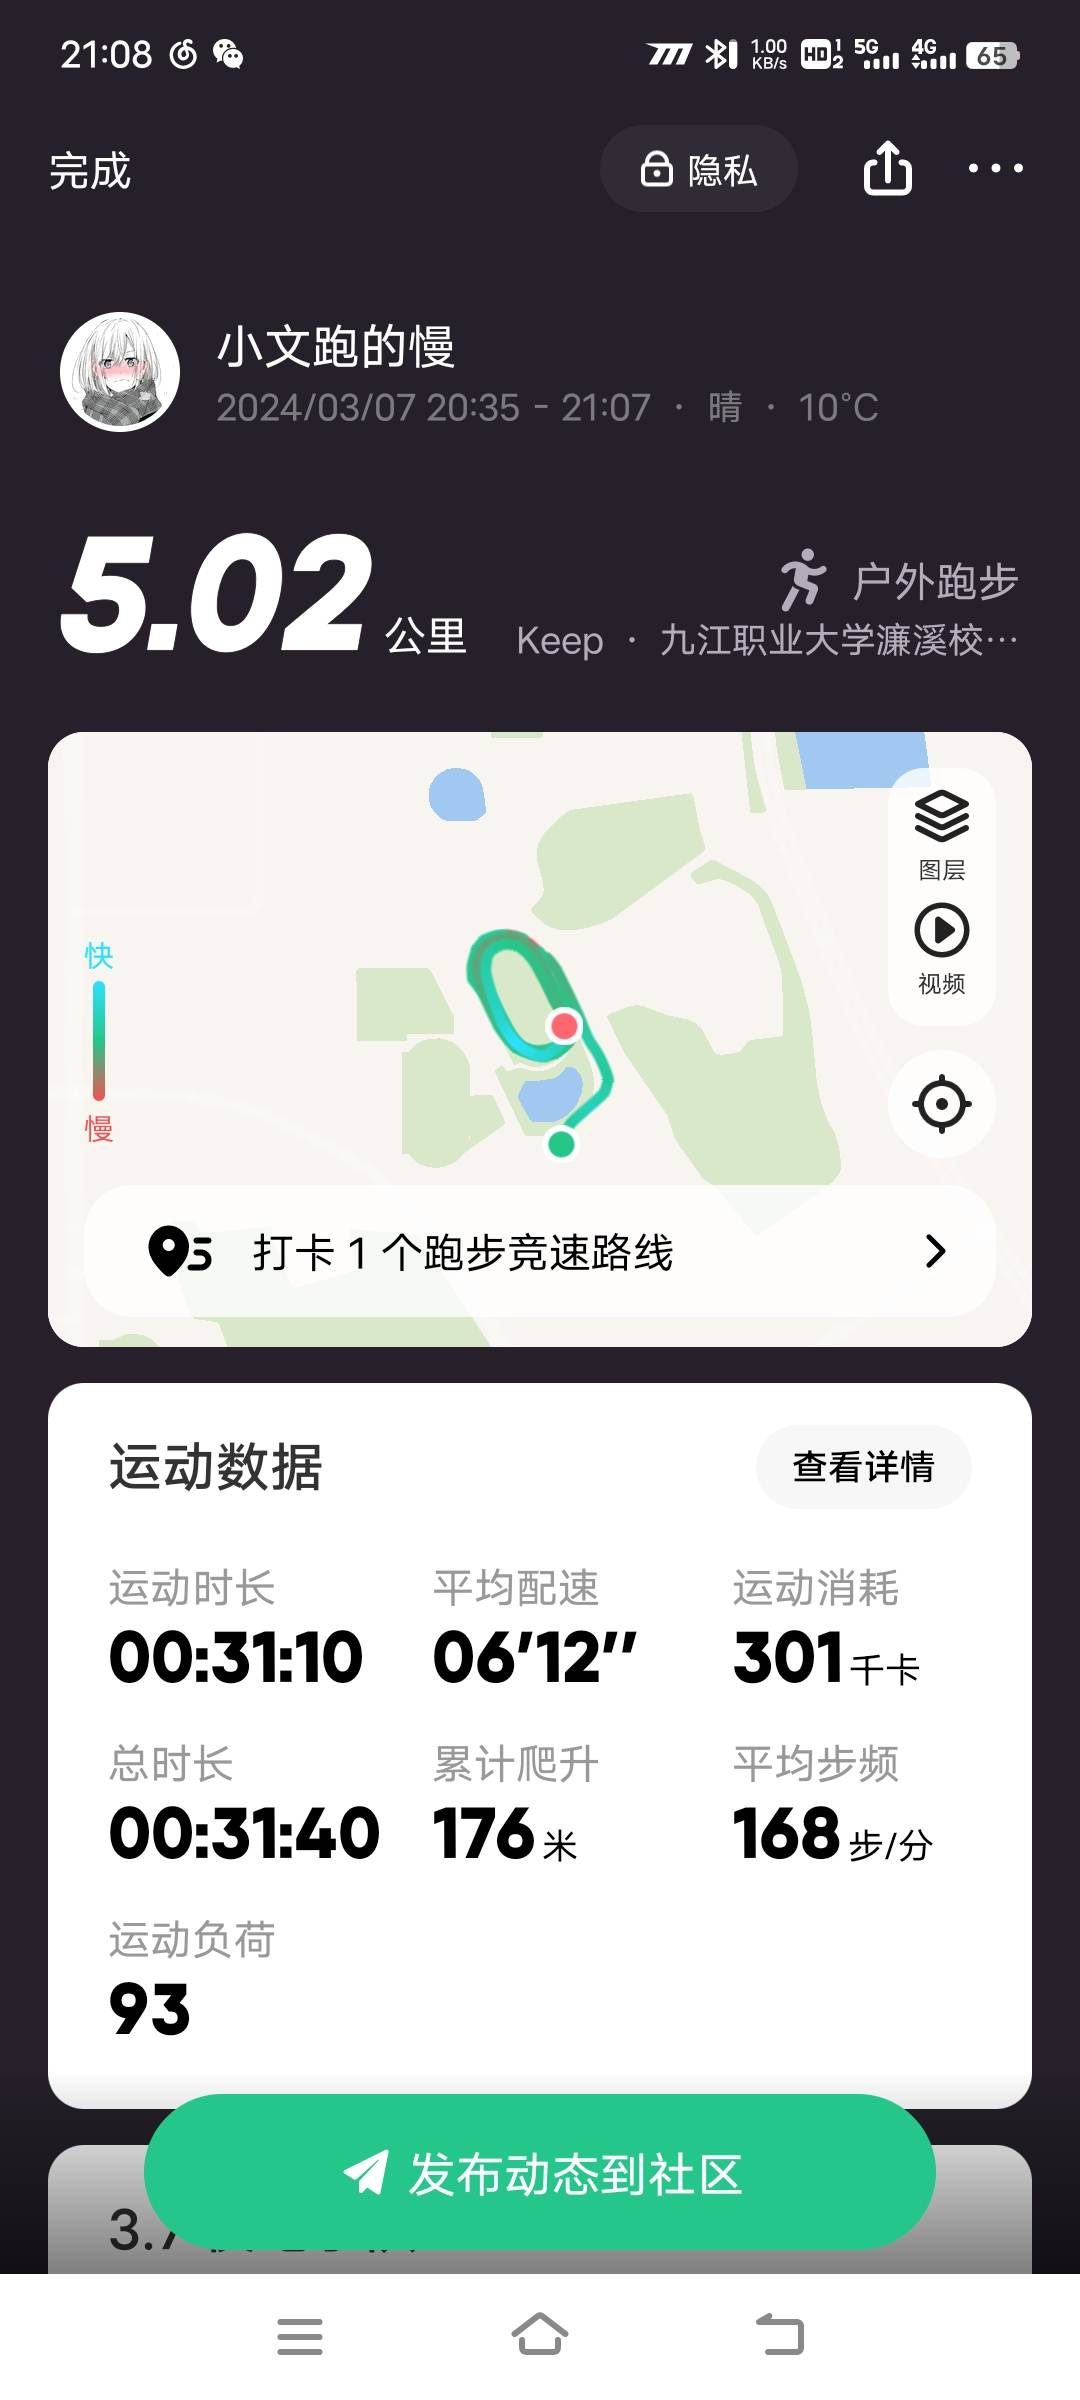 21:08
1.00 KB/s HD 1 2 5G 4G 65
完成
隐私
小文跑的慢
2024/03/07 20:35 - 21:07 · 晴 · 10°C
5.02 公里
户外跑步
Keep · 九江职业大学濂溪校···
图层
视频
快
慢
5 打卡 1 个跑步竞速路线
运动数据
查看详情
运动时长 平均配速 运动消耗
00:31:10 06'12'' 301 千卡
总时长 累计爬升 平均步频
00:31:40 176 米 168 步/分
运动负荷
93
发布动态到社区